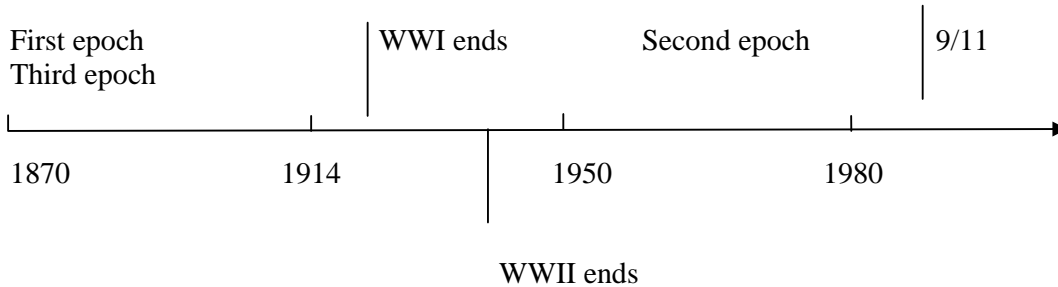 First epoch WWI ends Second epoch 9/11
Third epoch
1870 1914 1950 1980
WWII ends